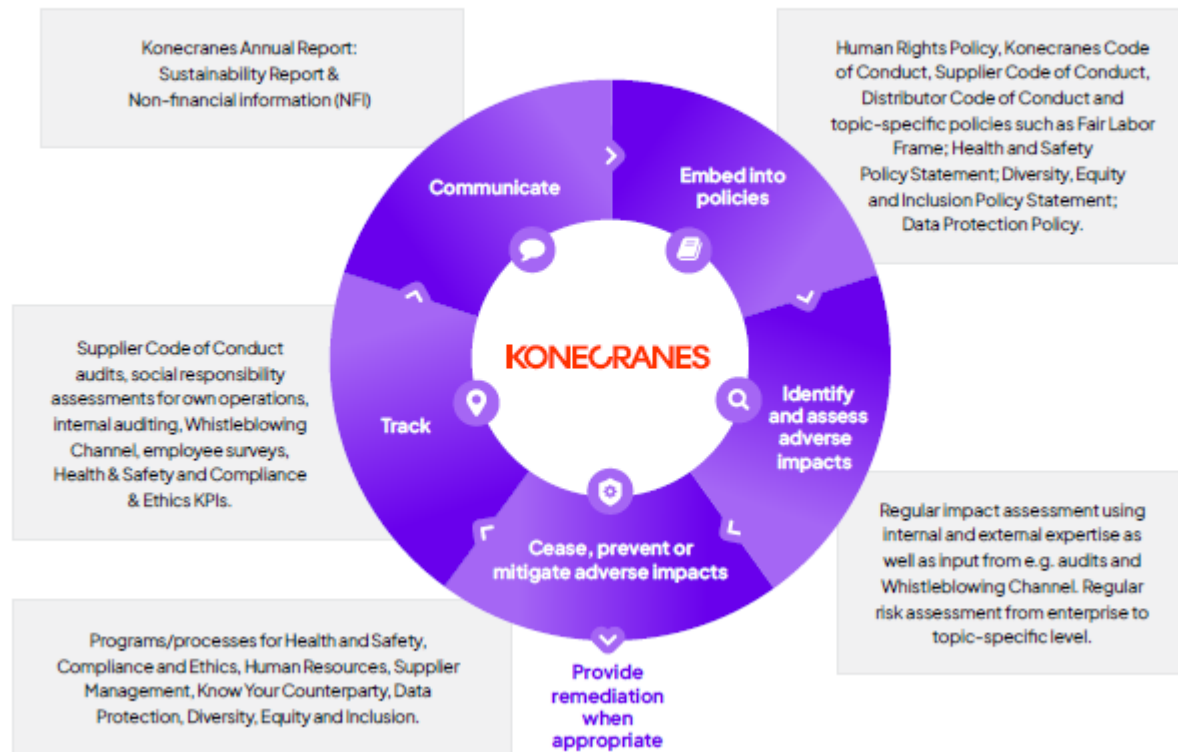 Konecranes Annual Report:
Sustainability Report &
Non-financial information (NFI)
Human Rights Policy, Konecranes Code
of Conduct, Supplier Code of Conduct,
Distributor Code of Conduct and
topic-specific policies such as Fair Labor
Frame; Health and Safety
Policy Statement; Diversity, Equity
and Inclusion Policy Statement;
Data Protection Policy.
Communicate
Embed into
policies
KONECRANES
Supplier Code of Conduct
audits, social responsibility
assessments for own operations,
internal auditing, Whistleblowing
Channel, employee surveys,
Health & Safety and Compliance
& Ethics KPIs.
Track
Identify
and assess
adverse
impacts
Cease, prevent or
mitigate adverse impacts
Regular impact assessment using
internal and external expertise as
well as input from e.g. audits and
Whistleblowing Channel. Regular
risk assessment from enterprise to
topic-specific level.
Programs/processes for Health and Safety,
Compliance and Ethics, Human Resources, Supplier
Management, Know Your Counterparty, Data
Protection, Diversity, Equity and Inclusion.
Provide
remediation
when
appropriate